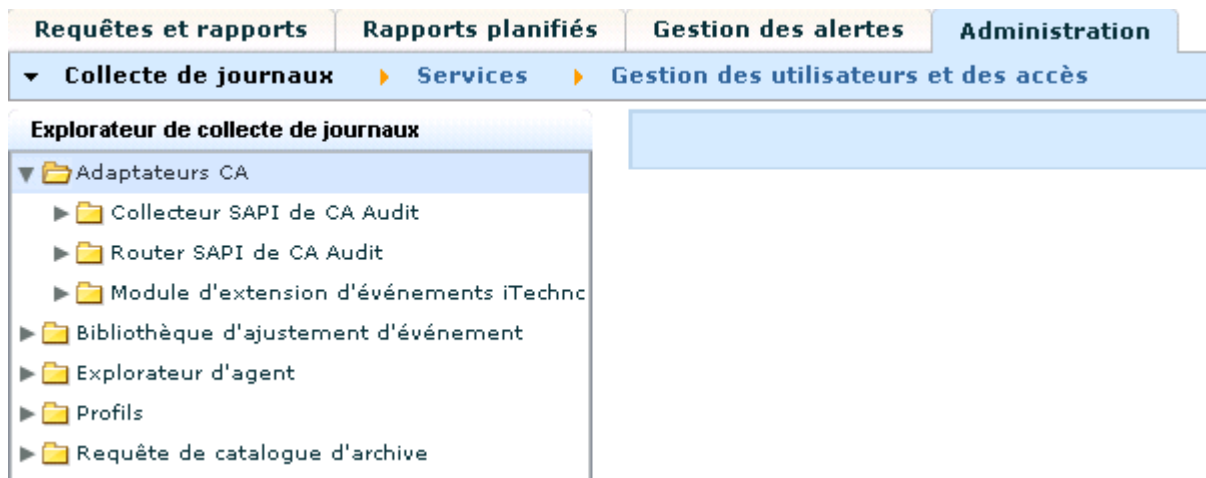 Requêtes et rapports Rapports planifiés Gestion des alertes Administration
Collecte de journaux Services Gestion des utilisateurs et des accès
Explorateur de collecte de journaux
Adaptateurs CA
Collecteur SAPI de CA Audit
Router SAPI de CA Audit
Module d'extension d'événements iTechnc
Bibliothèque d'ajustement d'événement
Explorateur d'agent
Profils
Requête de catalogue d'archive